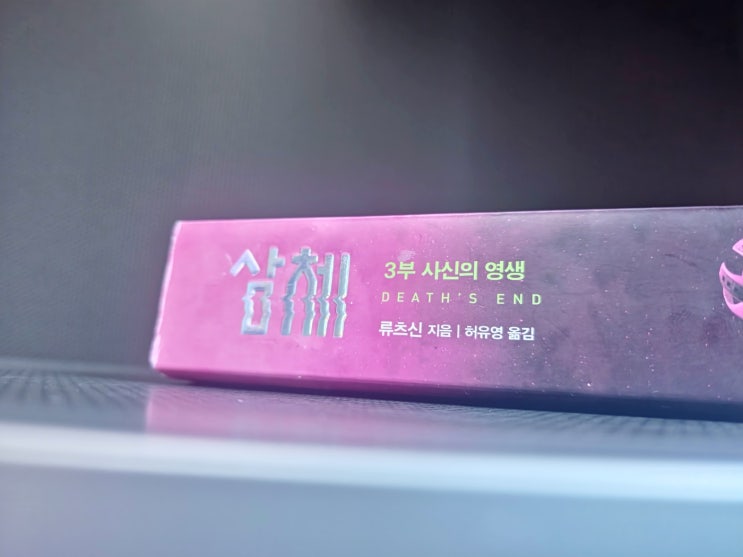 삼체
3부 사신의 영생
DEATH'S END
류츠신 지음 | 허유영 옮김